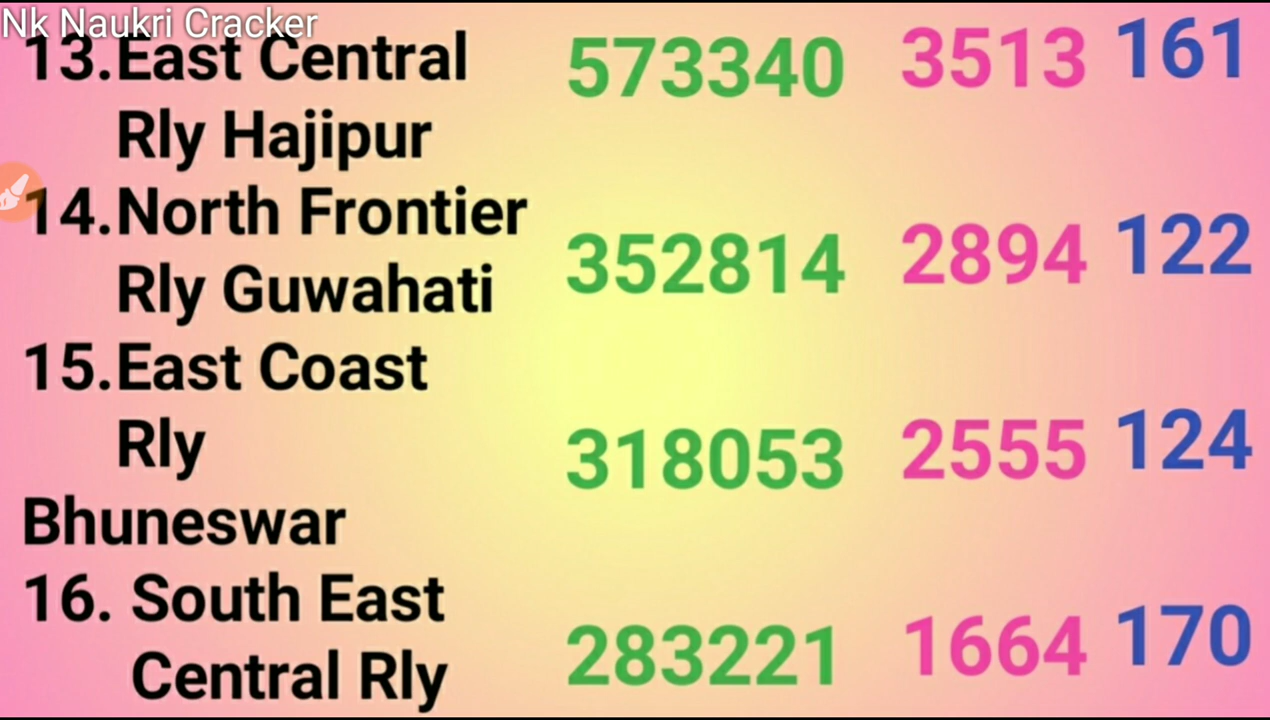 Nk Naukri Cracker
13.East Central 573340 3513 161
Rly Hajipur
14.North Frontier
Rly Guwahati 352814 2894 122
15.East Coast
Rly 318053 2555 124
Bhuneswar
16. South East
Central Rly 283221 1664 170